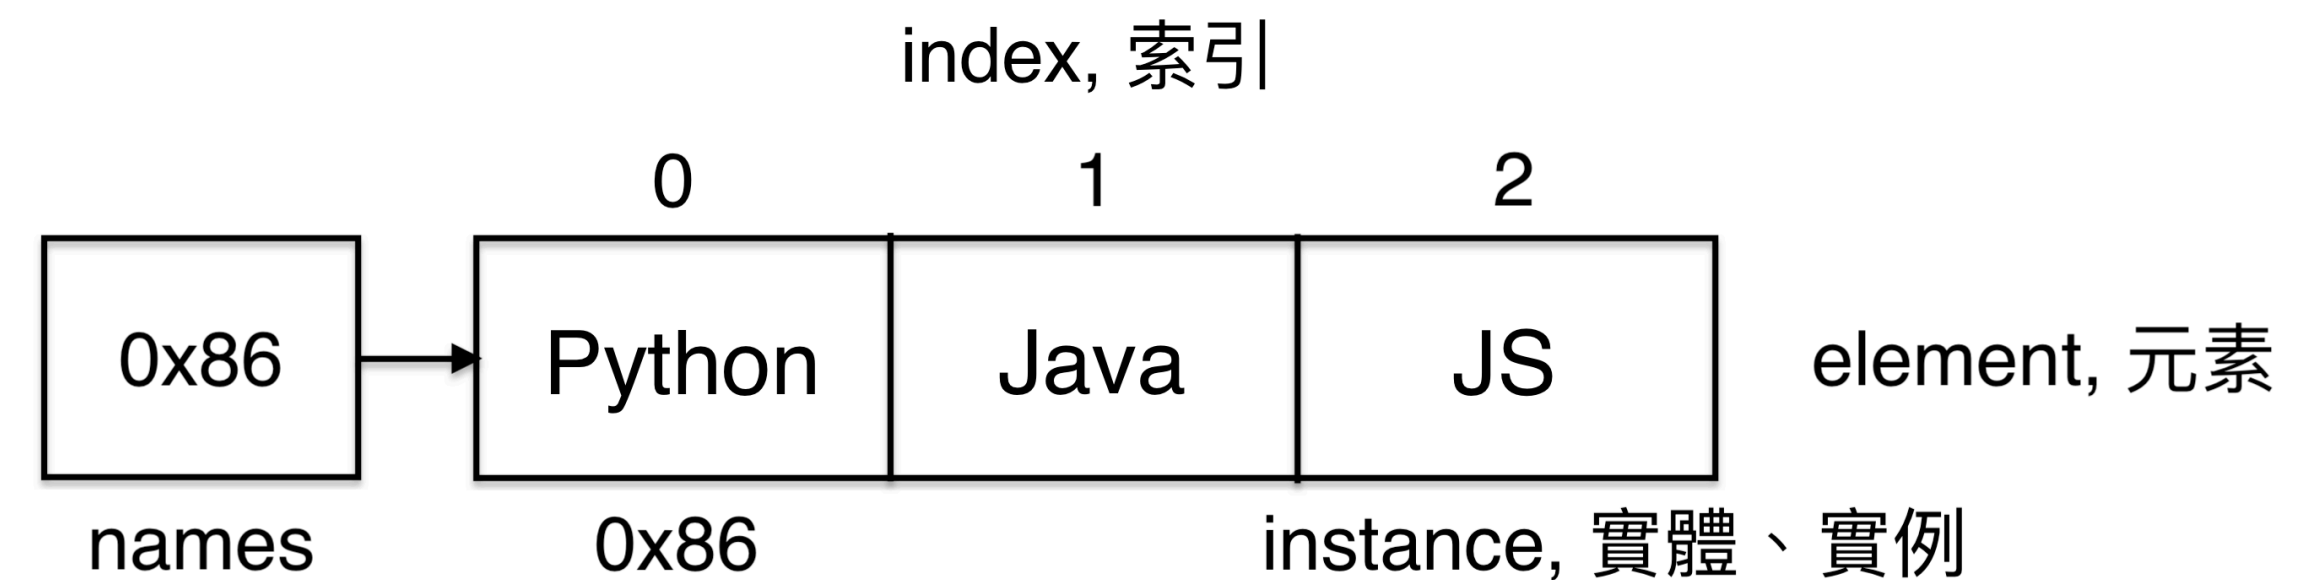 index, 索引
0 1 2
0x86 Python Java JS element, 元素
names 0x86 instance, 實體、實例